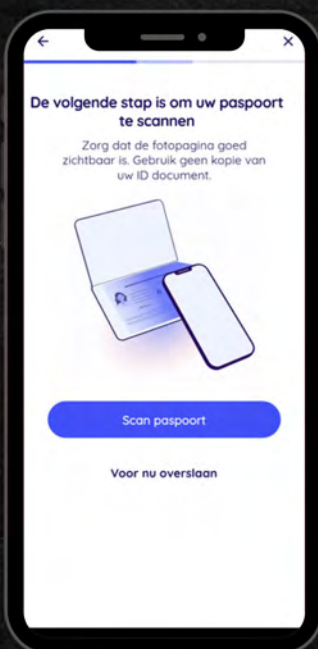 De volgende stap is om uw paspoort
te scannen
Zorg dat de fotopagina goed
zichtbaar is. Gebruik geen kopie van
uw ID document.
Scan paspoort
Voor nu overslaan